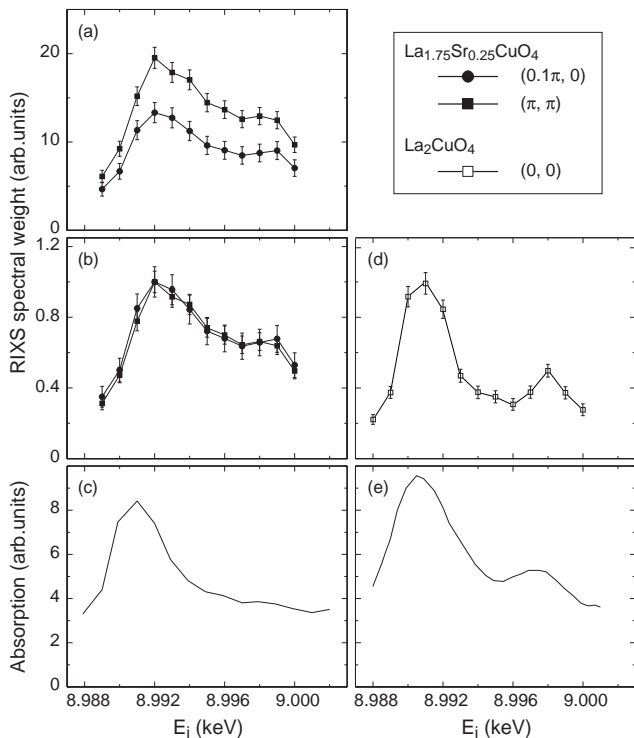 (a)
20
10
0
La1.75Sr0.25CuO4
(0.1π, 0)
(π, π)
La2CuO4
(0, 0)
RIXS spectral weight (arb.units)
(b)
1.2
0.8
0.4
0
(d)
(c)
8
6
4
2
0
Absorption (arb.units)
(e)
8.988 8.992 8.996 9.000
8.988 8.992 8.996 9.000
Ei (keV)
Ei (keV)